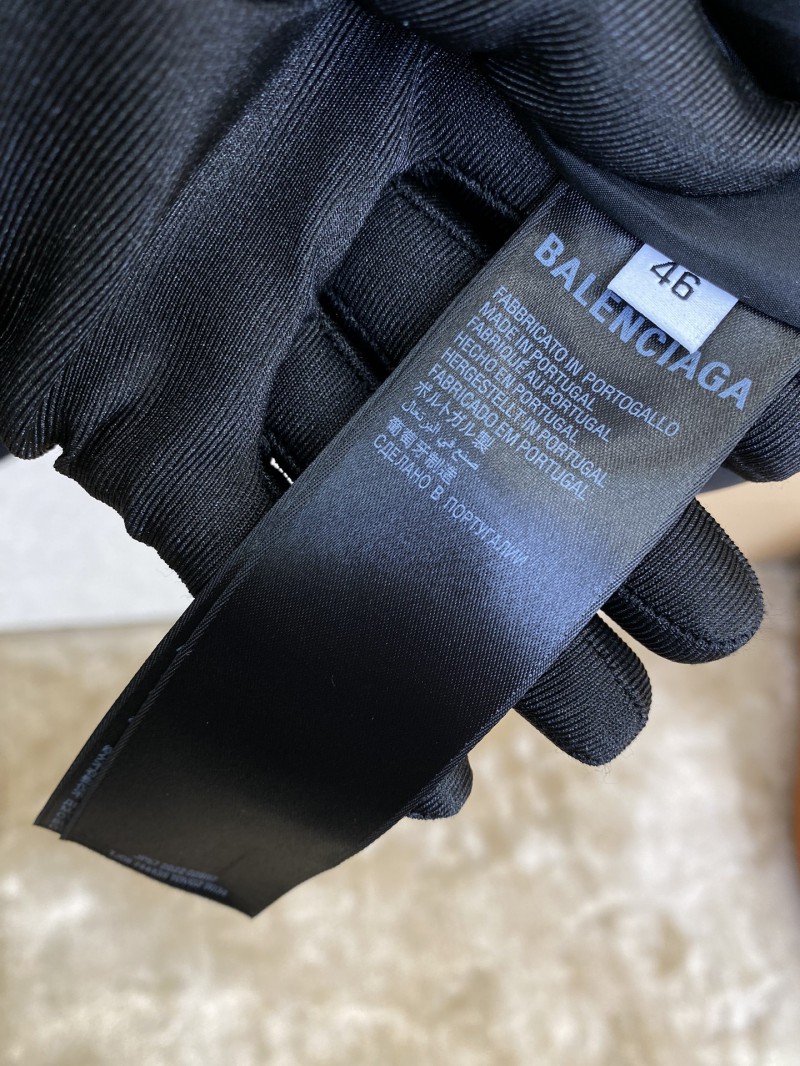 BALENCIAGA
46
FABBRICATO IN PORTOGALLO
MADE IN PORTUGAL
FABRIQUE AU PORTUGAL
HECHO EN PORTUGAL
HERGESTELLT IN PORTUGAL
FABRICADO EM PORTUGAL
ポルトガル製
صنع في البرتغال
葡萄牙制造
СДЕЛАНО В ПОРТУГАЛИИ